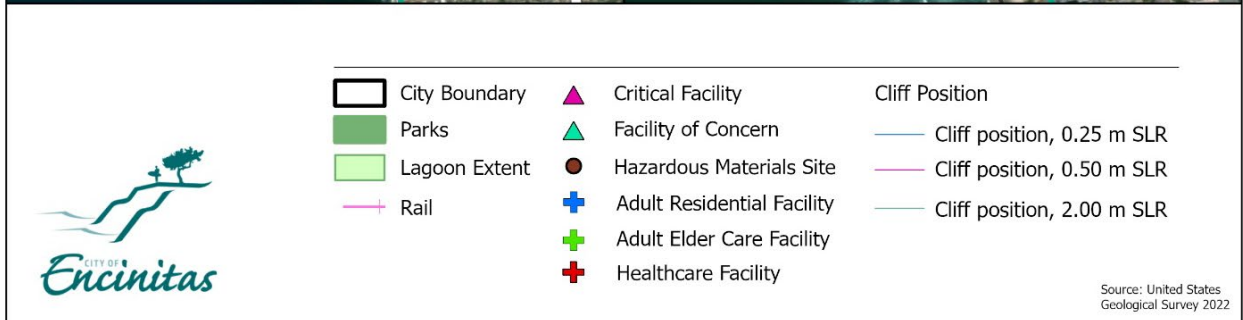 City Boundary
Parks
Lagoon Extent
Rail
Critical Facility
Facility of Concern
Hazardous Materials Site
Adult Residential Facility
Adult Elder Care Facility
Healthcare Facility
Cliff Position
Cliff position, 0.25 m SLR
Cliff position, 0.50 m SLR
Cliff position, 2.00 m SLR
CITY OF
Encinitas
Source: United States
Geological Survey 2022